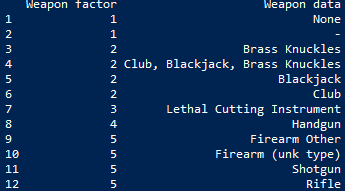 Weapon factor Weapon data
1 1 None
2 1 -
3 2 Brass Knuckles
4 2 Club, Blackjack, Brass Knuckles
5 2 Blackjack
6 2 Club
7 3 Lethal Cutting Instrument
8 4 Handgun
9 5 Firearm Other
10 5 Firearm (unk type)
11 5 Shotgun
12 5 Rifle